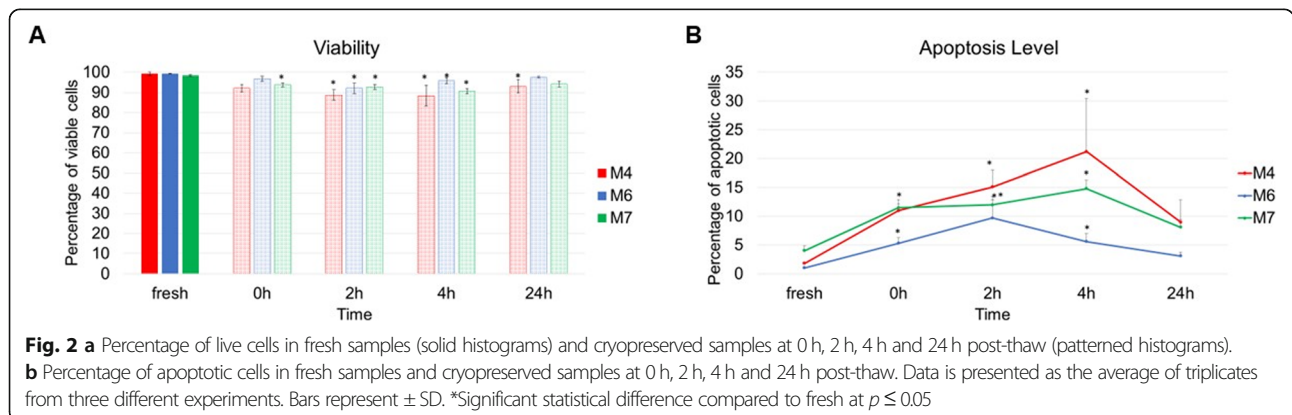 A
Viability
Percentage of viable cells
100
90
80
70
60
50
40
30
20
10
0
* * * * * * * *
fresh 0h 2h 4h 24h
Time
M4
M6
M7
B
Apoptosis Level
Percentage of apoptotic cells
35
30
25
20
15
10
5
0
* * * * * * * *
fresh 0h 2h 4h 24h
Time
M4
M6
M7
Fig. 2 a Percentage of live cells in fresh samples (solid histograms) and cryopreserved samples at 0 h, 2 h, 4 h and 24 h post-thaw (patterned histograms).
b Percentage of apoptotic cells in fresh samples and cryopreserved samples at 0 h, 2 h, 4 h and 24 h post-thaw. Data is presented as the average of triplicates
from three different experiments. Bars represent ± SD. *Significant statistical difference compared to fresh at p ≤ 0.05